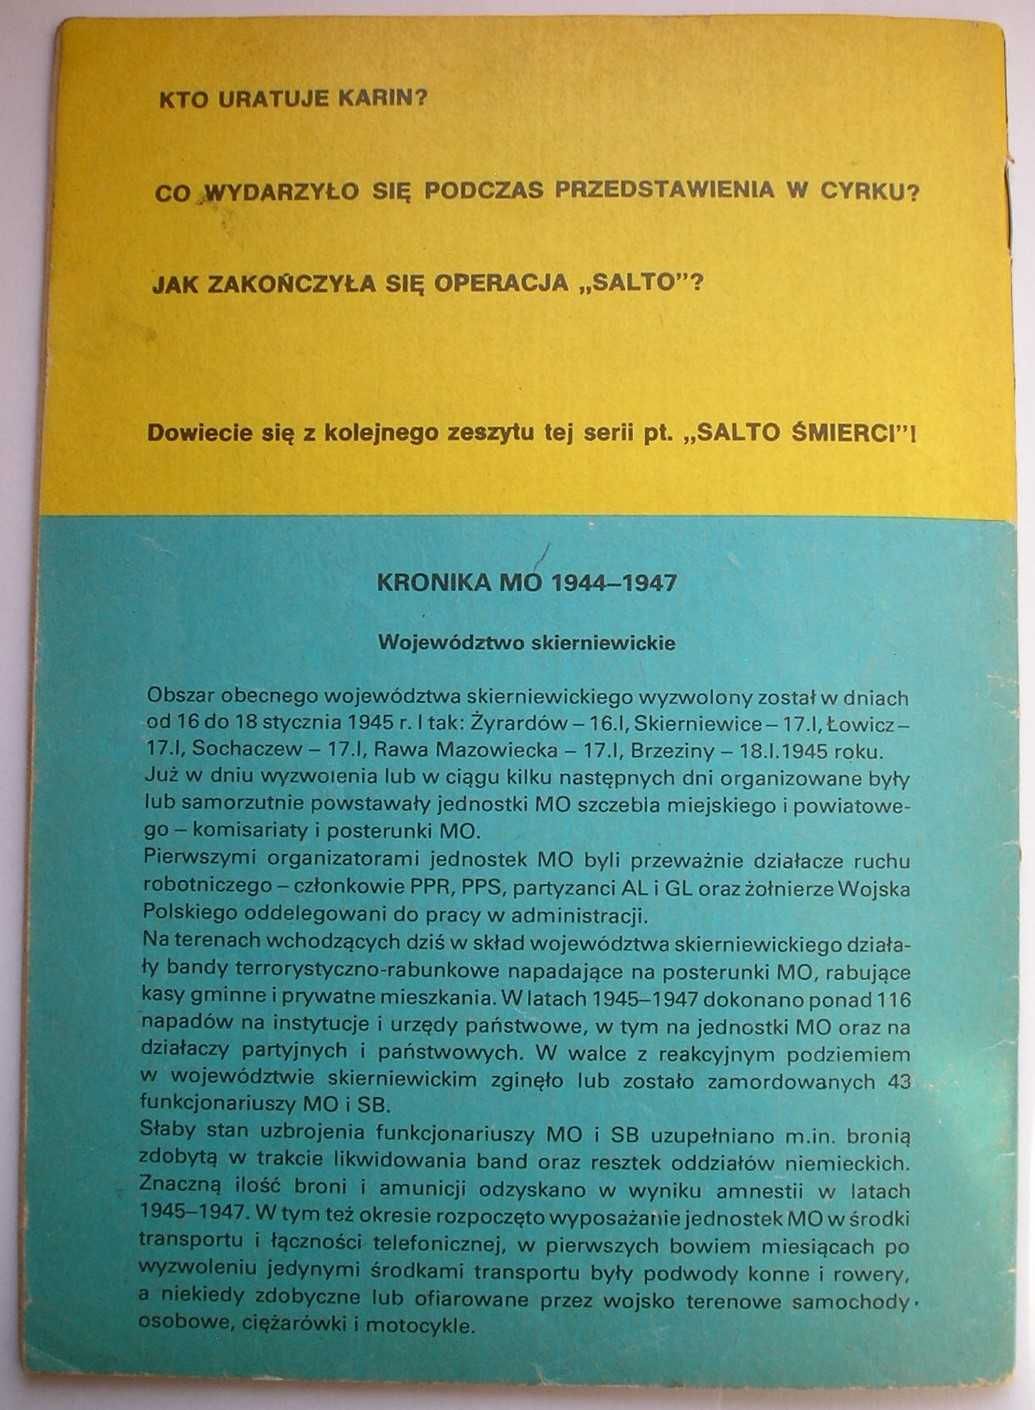 KTO URATUJE KARIN?
CO WYDARZYŁO SIĘ PODCZAS PRZEDSTAWIENIA W CYRKU?
JAK ZAKOŃCZYŁA SIĘ OPERACJA „SALTO”?
Dowiecie się z kolejnego zeszytu tej serii pt. „SALTO ŚMIERCI”!
KRONIKA MO 1944–1947
Województwo skierniewickie
Obszar obecnego województwa skierniewickiego wyzwolony został w dniach
od 16 do 18 stycznia 1945 r. I tak: Żyrardów – 16.I, Skierniewice – 17.I, Łowicz –
17.I, Sochaczew – 17.I, Rawa Mazowiecka – 17.I, Brzeziny – 18.I.1945 roku.
Już w dniu wyzwolenia lub w ciągu kilku następnych dni organizowane były
lub samorzutnie powstawały jednostki MO szczebla miejskiego i powiatowe-
go – komisariaty i posterunki MO.
Pierwszymi organizatorami jednostek MO byli przeważnie działacze ruchu
robotniczego – członkowie PPR, PPS, partyzanci AL i GL oraz żołnierze Wojska
Polskiego oddelegowani do pracy w administracji.
Na terenach wchodzących dziś w skład województwa skierniewickiego działa-
ły bandy terrorystyczno-rabunkowe napadające na posterunki MO, rabujące
kasy gminne i prywatne mieszkania. W latach 1945–1947 dokonano ponad 116
napadów na instytucje i urzędy państwowe, w tym na jednostki MO oraz na
działaczy partyjnych i państwowych. W walce z reakcyjnym podziemiem
w województwie skierniewickim zginęło lub zostało zamordowanych 43
funkcjonariuszy MO i SB.
Słaby stan uzbrojenia funkcjonariuszy MO i SB uzupełniano m.in. bronią
zdobytą w trakcie likwidowania band oraz resztek oddziałów niemieckich.
Znaczną ilość broni i amunicji odzyskano w wyniku amnestii w latach
1945–1947. W tym też okresie rozpoczęto wyposażanie jednostek MO w środki
transportu i łączności telefonicznej, w pierwszych bowiem miesiącach po
wyzwoleniu jedynymi środkami transportu były podwody konne i rowery,
a niekiedy zdobyczne lub ofiarowane przez wojsko terenowe samochody
osobowe, ciężarówki i motocykle.